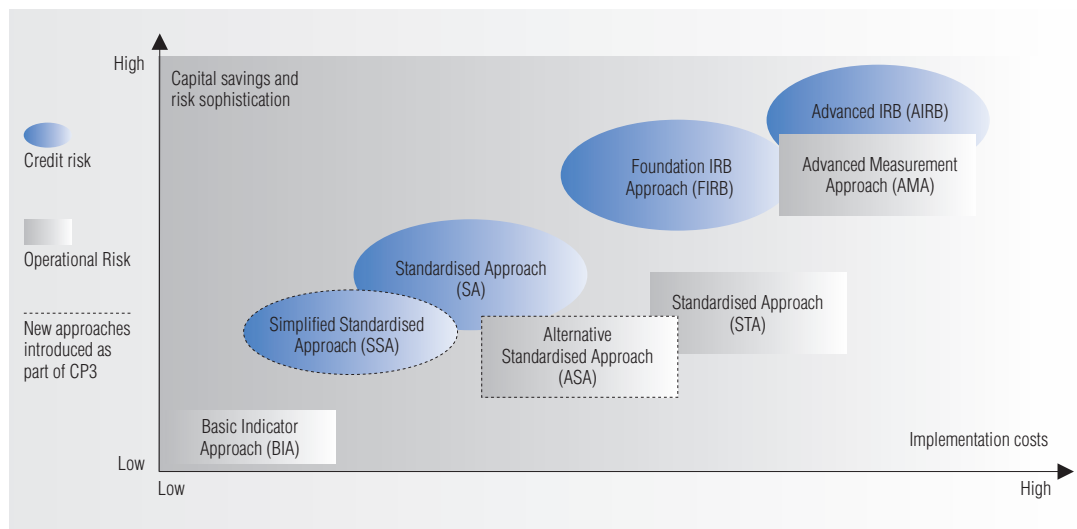 High
Capital savings and
risk sophistication
Credit risk
Operational Risk
New approaches
introduced as
part of CP3
Advanced IRB (AIRB)
Advanced Measurement
Approach (AMA)
Foundation IRB
Approach (FIRB)
Standardised Approach
(SA)
Simplified Standardised
Approach (SSA)
Alternative
Standardised Approach
(ASA)
Standardised Approach
(STA)
Basic Indicator
Approach (BIA)
Implementation costs
Low
Low
High